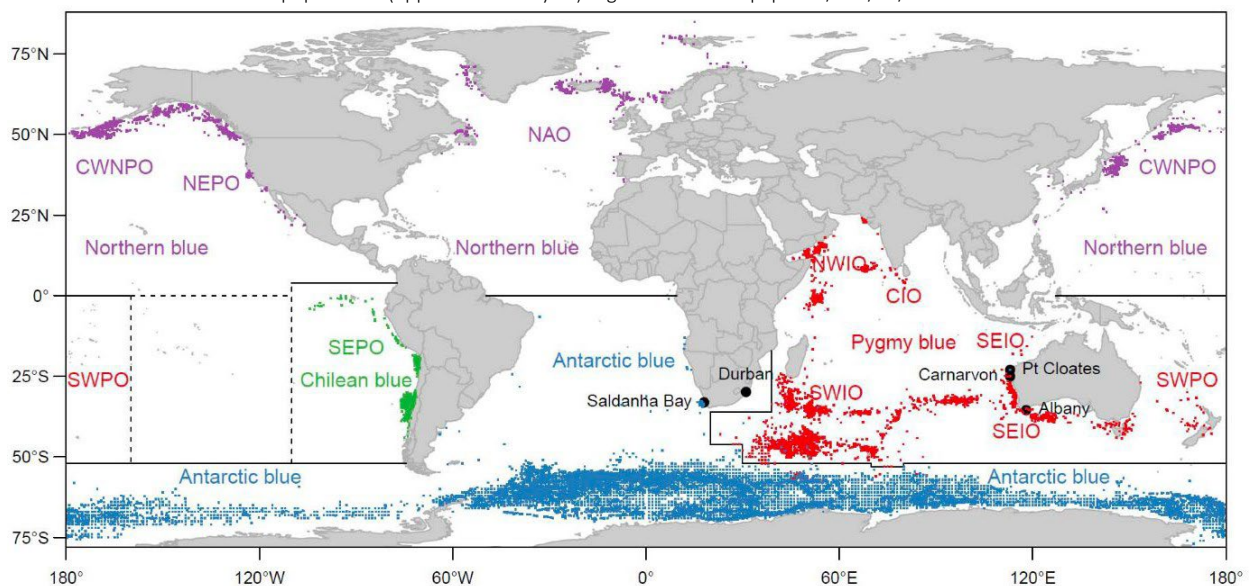 75°N
50°N
25°N
0°
25°S
50°S
75°S
NAO
CWNPO
NEPO
CWNPO
Northern blue
Northern blue
Northern blue
NWIO
CIO
SEPO
Chilean blue
SWPO
Antarctic blue
Pygmy blue
SEIO
Durban
Saldanha Bay
SWIO
Carnarvon
Pt Cloates
Albany
SEIO
SWPO
Antarctic blue
Antarctic blue
180°
120°W
60°W
0°
60°E
120°E
180°